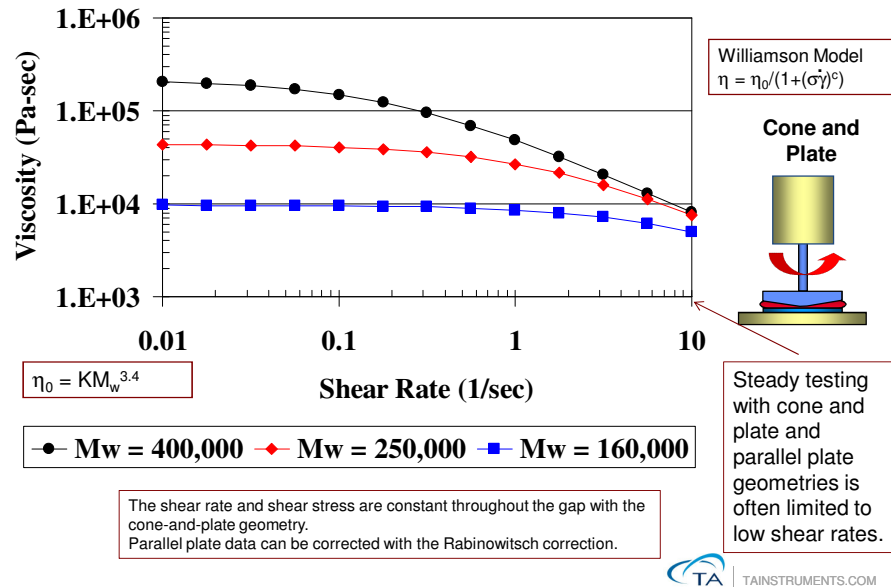 1.E+06
1.E+05
1.E+04
1.E+03
Viscosity (Pa-sec)
0.01 0.1 1 10
Shear Rate (1/sec)
η₀ = KMw^3.4
Mw = 400,000 Mw = 250,000 Mw = 160,000
Williamson Model
η = η₀/(1+(σγ̇)ᶜ)
Cone and
Plate
Steady testing
with cone and
plate and
parallel plate
geometries is
often limited to
low shear rates.
The shear rate and shear stress are constant throughout the gap with the
cone-and-plate geometry.
Parallel plate data can be corrected with the Rabinowitsch correction.
TA
TAINSTRUMENTS.COM